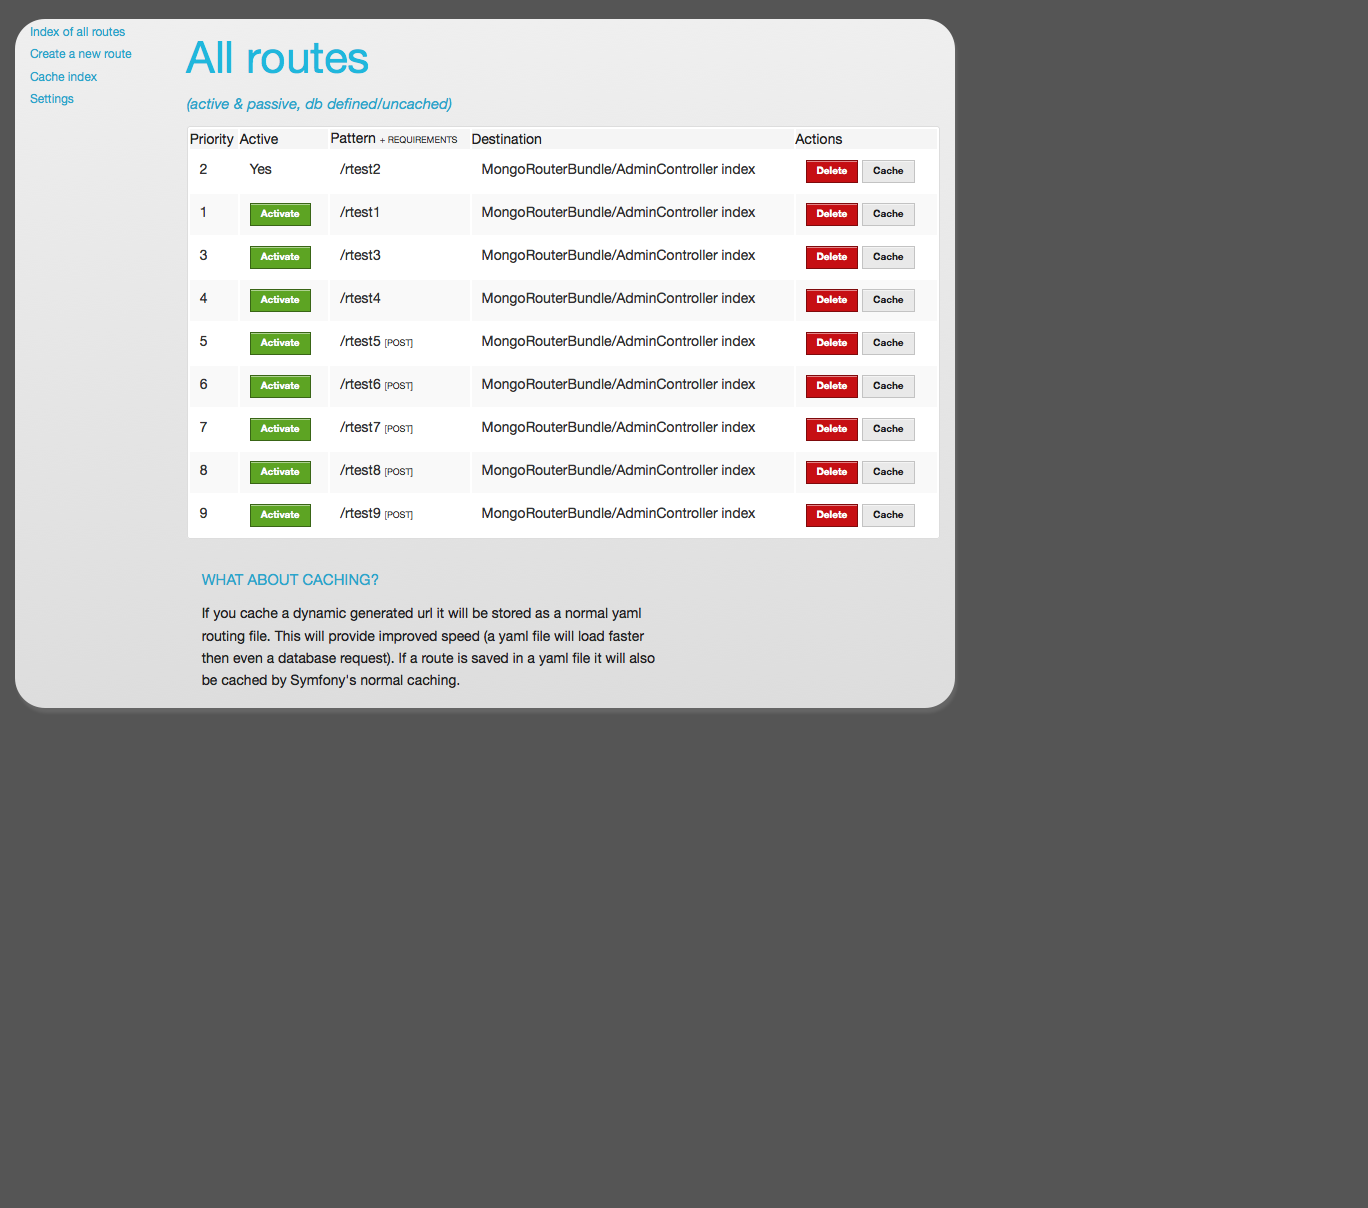 Index of all routes
Create a new route
Cache index
Settings
All routes
(active & passive, db defined/uncached)
Priority Active Pattern + REQUIREMENTS Destination Actions
2 Yes /rtest2 MongoRouterBundle/AdminController index Delete Cache
1 Activate /rtest1 MongoRouterBundle/AdminController index Delete Cache
3 Activate /rtest3 MongoRouterBundle/AdminController index Delete Cache
4 Activate /rtest4 MongoRouterBundle/AdminController index Delete Cache
5 Activate /rtest5 [POST] MongoRouterBundle/AdminController index Delete Cache
6 Activate /rtest6 [POST] MongoRouterBundle/AdminController index Delete Cache
7 Activate /rtest7 [POST] MongoRouterBundle/AdminController index Delete Cache
8 Activate /rtest8 [POST] MongoRouterBundle/AdminController index Delete Cache
9 Activate /rtest9 [POST] MongoRouterBundle/AdminController index Delete Cache
WHAT ABOUT CACHING?
If you cache a dynamic generated url it will be stored as a normal yaml
routing file. This will provide improved speed (a yaml file will load faster
then even a database request). If a route is saved in a yaml file it will also
be cached by Symfony's normal caching.